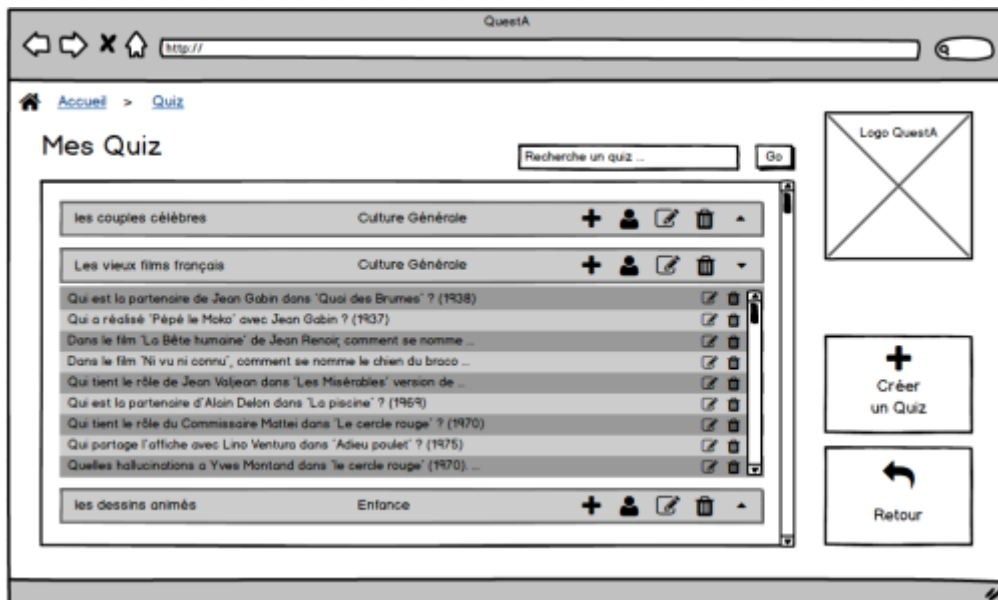 QuestA
http://
Accueil > Quiz
Mes Quiz
Recherche un quiz ...
Go
Logo QuestA
les couples célèbres Culture Générale
Les vieux films français Culture Générale
Qui est la partenaire de Jean Gabin dans 'Quai des Brumes' ? (1938)
Qui a réalisé 'Pépé le Moko' avec Jean Gabin ? (1937)
Dans le film 'La Bête humaine' de Jean Renoir, comment se nomme ...
Dans le film 'Ni vu ni connu', comment se nomme le chien du braco ...
Qui tient le rôle de Jean Valjean dans 'Les Misérables' version de ...
Qui est la partenaire d'Alain Delon dans 'La piscine' ? (1969)
Qui tient le rôle du Commissaire Mattei dans 'Le cercle rouge' ? (1970)
Qui partage l'affiche avec Lino Ventura dans 'Adieu poulet' ? (1975)
Quelles hallucinations a Yves Montand dans 'le cercle rouge' (1970). ...
les dessins animés Enfance
Créer
un Quiz
Retour